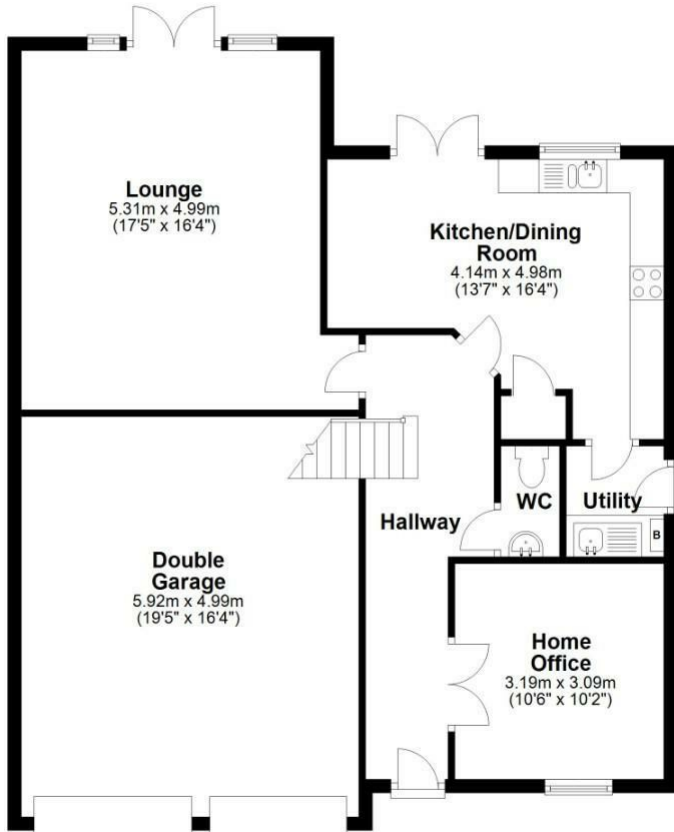 Lounge
5.31m x 4.99m
(17'5" x 16'4")
Kitchen/Dining
Room
4.14m x 4.98m
(13'7" x 16'4")
WC
Utility
B
Hallway
Double
Garage
5.92m x 4.99m
(19'5" x 16'4")
Home
Office
3.19m x 3.09m
(10'6" x 10'2")